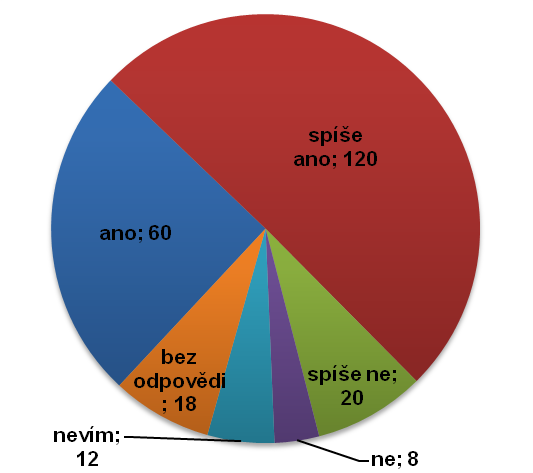 spíše
ano; 120
ano; 60
bez
odpovědi
; 18
spíše ne;
20
nevím;
12
ne; 8